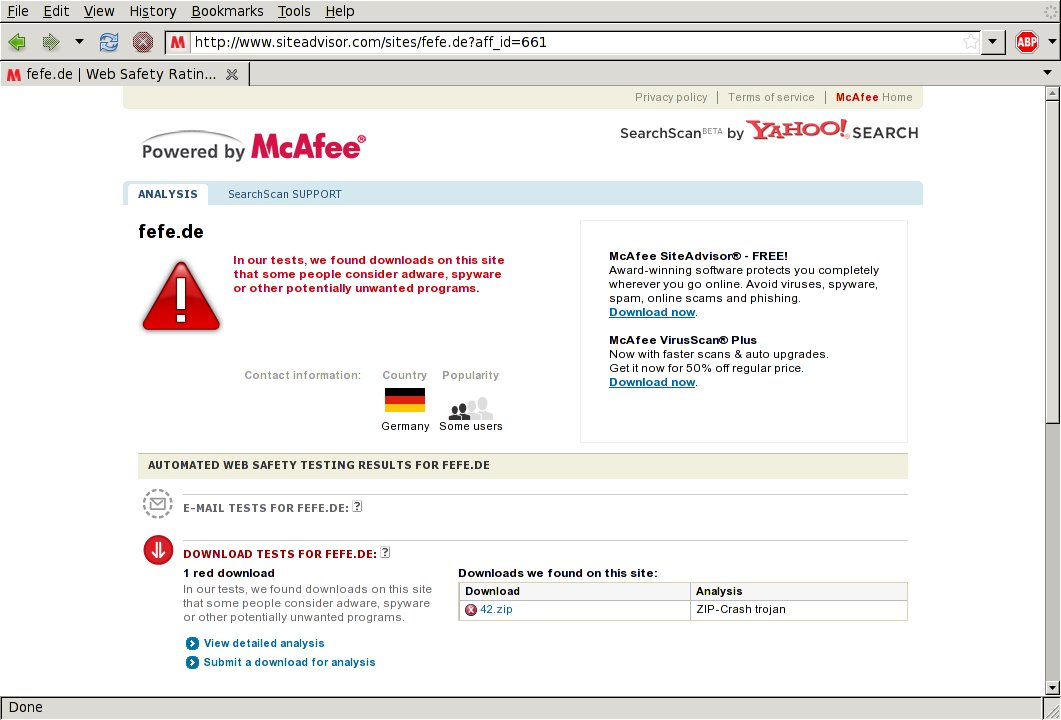 File Edit View History Bookmarks Tools Help
http://www.siteadvisor.com/sites/fefe.de?aff_id=661
ABP
fefe.de | Web Safety Ratin...
Privacy policy | Terms of service | McAfee Home
Powered by McAfee®
SearchScan BETA by YAHOO!® SEARCH
ANALYSIS SearchScan SUPPORT
fefe.de
In our tests, we found downloads on this site
that some people consider adware, spyware
or other potentially unwanted programs.
Contact information: Country Popularity
Germany Some users
McAfee SiteAdvisor® - FREE!
Award-winning software protects you completely
wherever you go online. Avoid viruses, spyware,
spam, online scams and phishing.
Download now.
McAfee VirusScan® Plus
Now with faster scans & auto upgrades.
Get it now for 50% off regular price.
Download now.
AUTOMATED WEB SAFETY TESTING RESULTS FOR FEFE.DE
E-MAIL TESTS FOR FEFE.DE: ?
DOWNLOAD TESTS FOR FEFE.DE: ?
1 red download
In our tests, we found downloads on this site
that some people consider adware, spyware
or other potentially unwanted programs.
View detailed analysis
Submit a download for analysis
Downloads we found on this site:
Download Analysis
42.zip ZIP-Crash trojan
Done